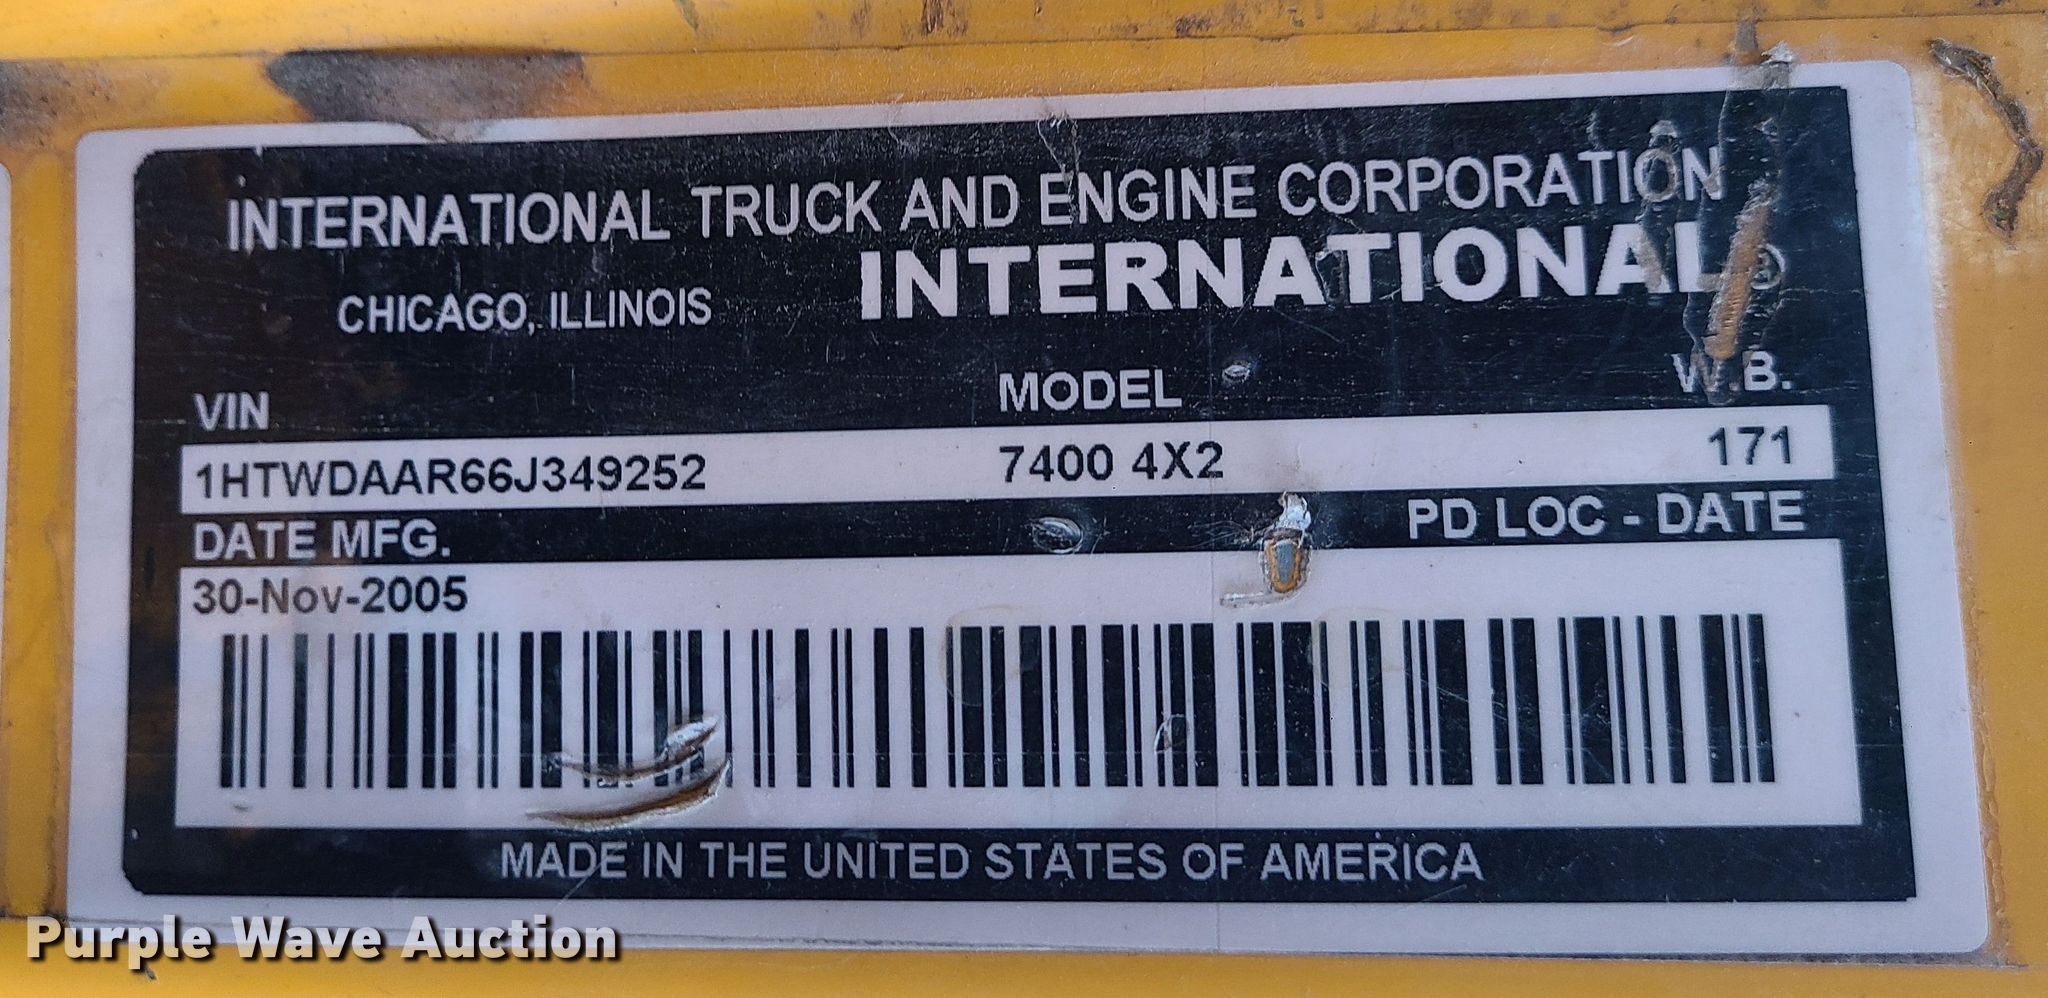 INTERNATIONAL TRUCK AND ENGINE CORPORATION
CHICAGO, ILLINOIS INTERNATIONAL®
VIN MODEL W.B.
1HTWDAAR66J349252 7400 4X2 171
DATE MFG. PD LOC - DATE
30-Nov-2005
MADE IN THE UNITED STATES OF AMERICA
Purple Wave Auction